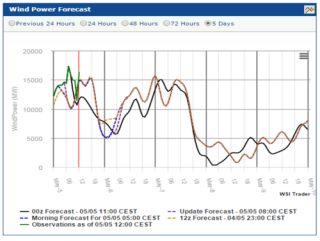 Wind Power Forecast
Previous 24 Hours 24 Hours 48 Hours 72 Hours 5 Days
20000
15000
10000
5000
0
WindPower (MW)
WSI Trader
00z Forecast - 05/05 11:00 CEST
Update Forecast - 05/05 08:00 CEST
Morning Forecast For 05/05 05:00 CEST
12z Forecast - 04/05 23:00 CEST
Observations as of 05/05 12:00 CEST